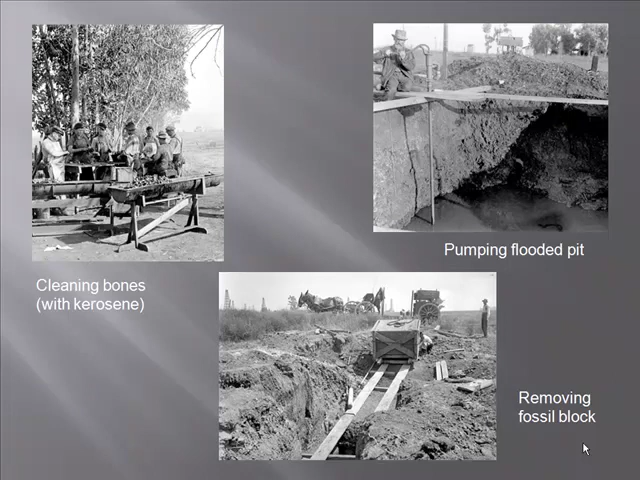 Pumping flooded pit
Cleaning bones
(with kerosene)
Removing
fossil block